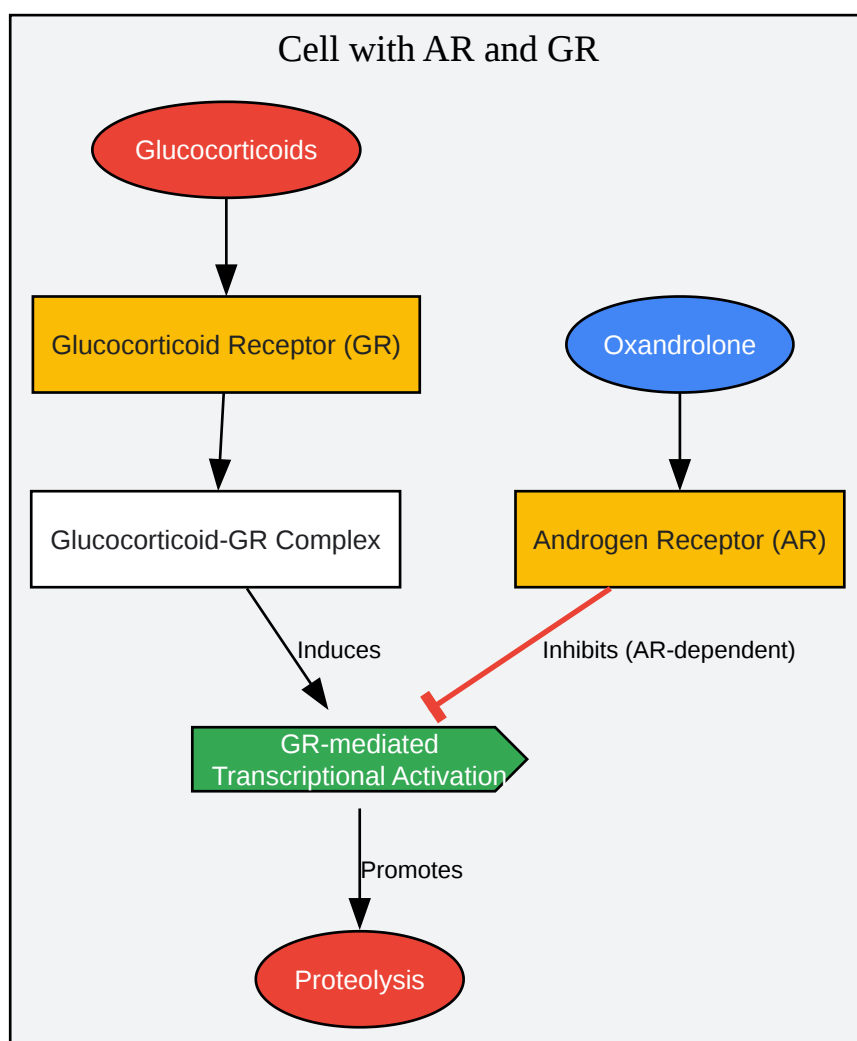 Cell with AR and GR
Glucocorticoids
Glucocorticoid Receptor (GR)
Oxandrolone
Glucocorticoid-GR Complex
Androgen Receptor (AR)
Induces
Inhibits (AR-dependent)
GR-mediated
Transcriptional Activation
Promotes
Proteolysis